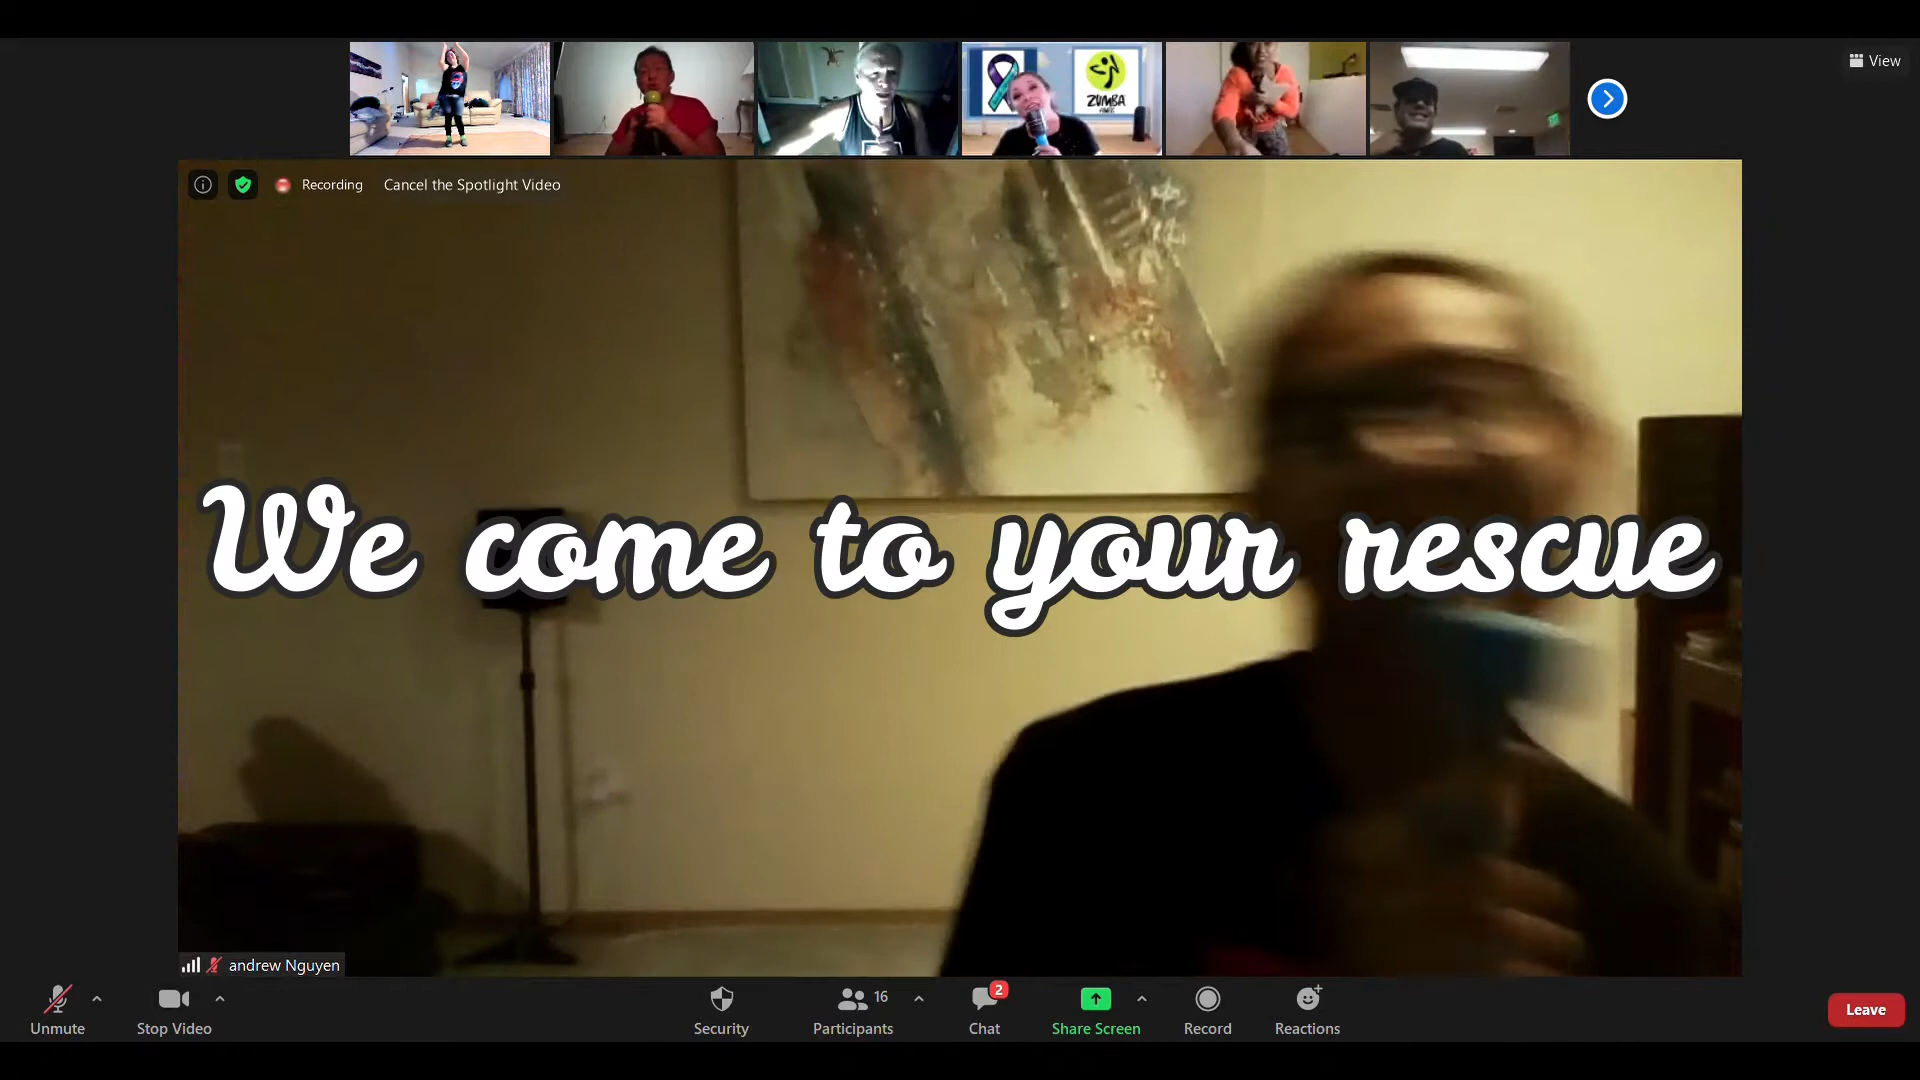 ZUMBA
View
Recording
Cancel the Spotlight Video
We come to your rescue
andrew Nguyen
Unmute
Stop Video
Security
16
Participants
2
Chat
Share Screen
Record
Reactions
Leave